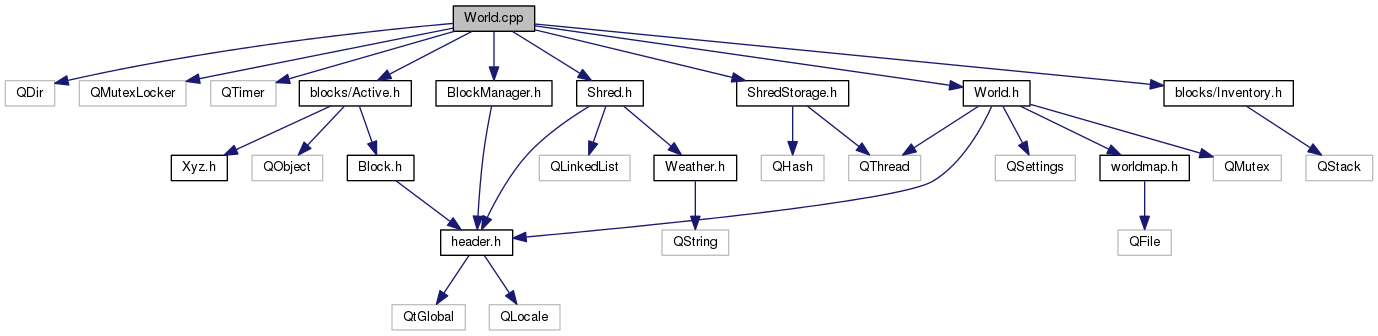 World.cpp
QDir
QMutexLocker
QTimer
blocks/Active.h
BlockManager.h
Shred.h
ShredStorage.h
World.h
blocks/Inventory.h
Xyz.h
QObject
Block.h
QLinkedList
Weather.h
QHash
QThread
QSettings
worldmap.h
QMutex
QStack
header.h
QString
QFile
QtGlobal
QLocale